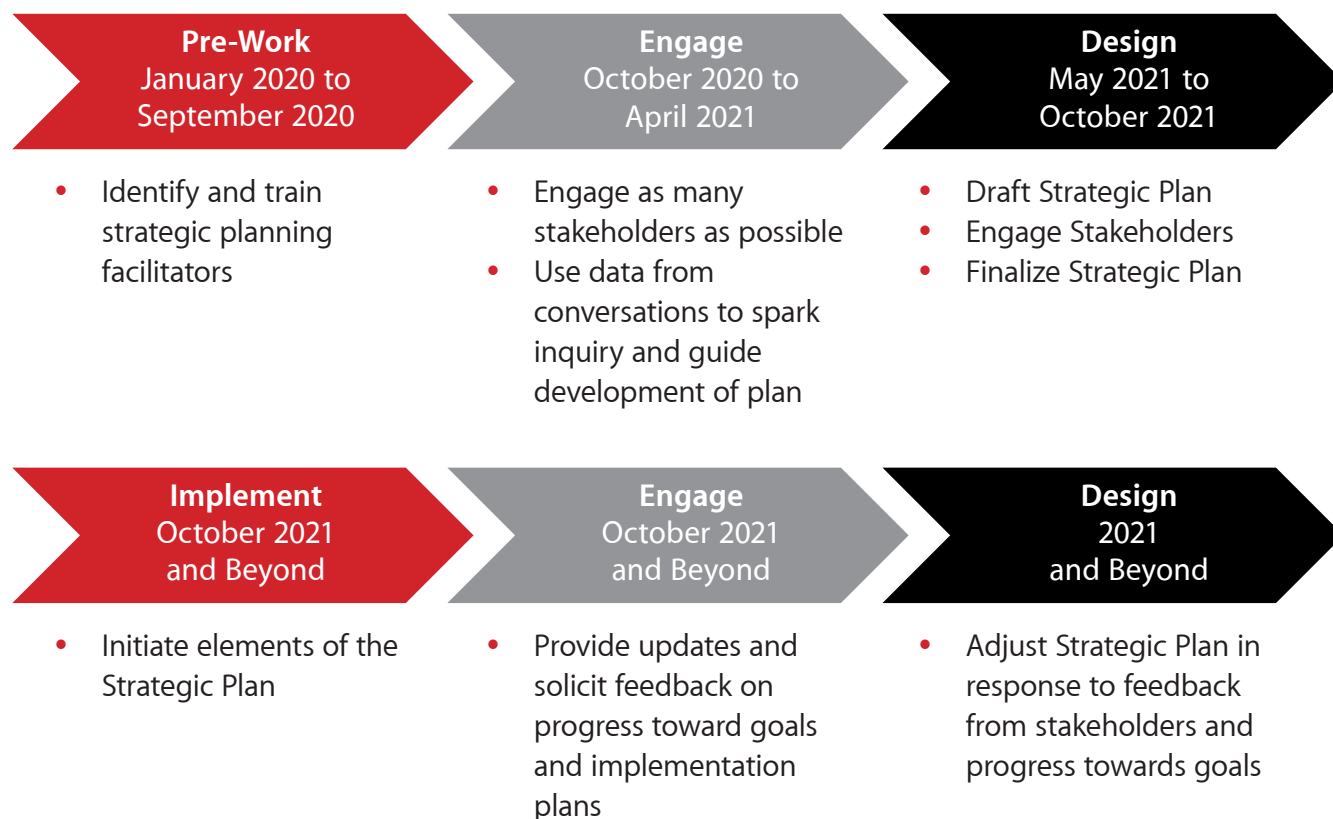 Pre-Work
January 2020 to
September 2020
Engage
October 2020 to
April 2021
Design
May 2021 to
October 2021
• Identify and train
strategic planning
facilitators
• Engage as many
stakeholders as possible
• Use data from
conversations to spark
inquiry and guide
development of plan
• Draft Strategic Plan
• Engage Stakeholders
• Finalize Strategic Plan
Implement
October 2021
and Beyond
Engage
October 2021
and Beyond
Design
2021
and Beyond
• Initiate elements of the
Strategic Plan
• Provide updates and
solicit feedback on
progress toward goals
and implementation
plans
• Adjust Strategic Plan in
response to feedback
from stakeholders and
progress towards goals